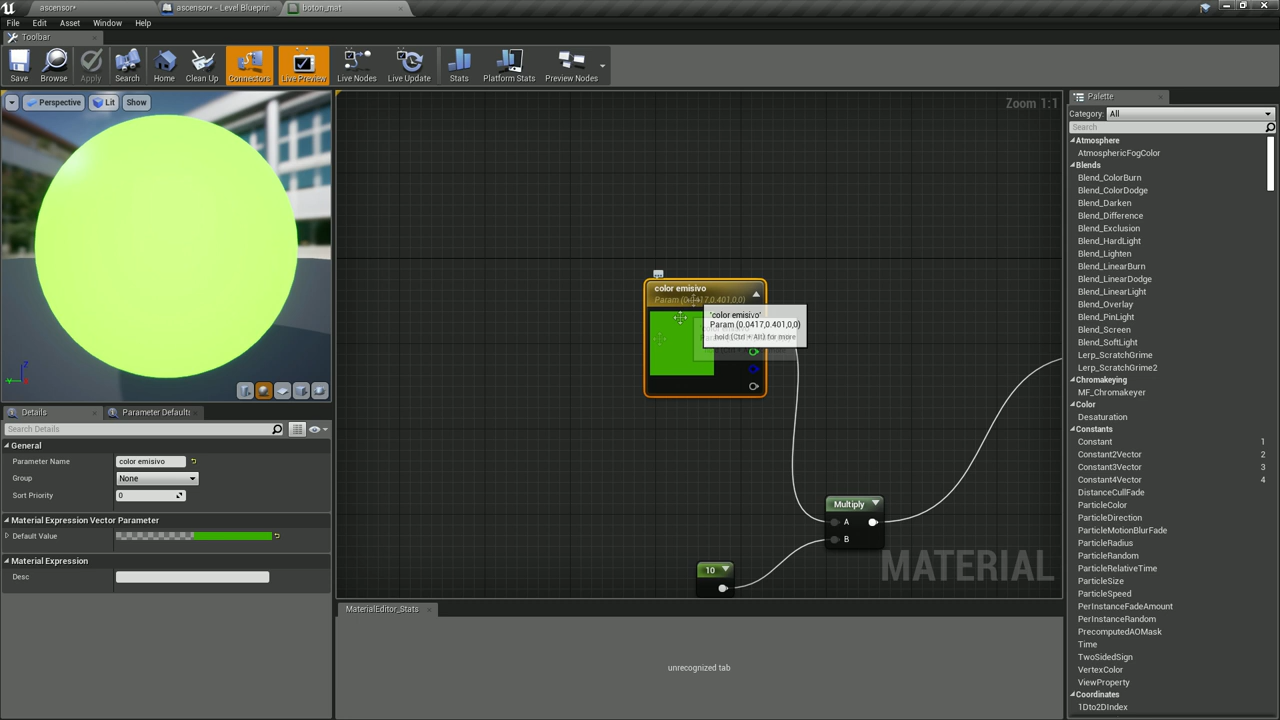 ascensor*
ascensor* - Level Blueprin
boton_mat
File Edit Asset Window Help
Toolbar
Save Browse Apply Search Home Clean Up Connectors Live Preview Live Nodes Live Update Stats Platform Stats Preview Nodes
Perspective Lit Show
Zoom 1:1
color emisivo
Param (0.0417,0.401,0,0)
'color emisivo'
Param (0.0417,0.401,0,0)
hold (Ctrl + Alt) for more
Multiply
A
B
10
MATERIAL
Details
Parameter Defaults
Search Details
General
Parameter Name color emisivo
Group None
Sort Priority 0
Material Expression Vector Parameter
Default Value
Material Expression
Desc
MaterialEditor_Stats
unrecognized tab
Palette
Category: All
Search
Atmosphere
AtmosphericFogColor
Blends
Blend_ColorBurn
Blend_ColorDodge
Blend_Darken
Blend_Difference
Blend_Exclusion
Blend_HardLight
Blend_Lighten
Blend_LinearBurn
Blend_LinearDodge
Blend_LinearLight
Blend_Overlay
Blend_PinLight
Blend_Screen
Blend_SoftLight
Lerp_ScratchGrime
Lerp_ScratchGrime2
Chromakeying
MF_Chromakeyer
Color
Desaturation
Constants
Constant 1
Constant2Vector 2
Constant3Vector 3
Constant4Vector 4
DistanceCullFade
ParticleColor
ParticleDirection
ParticleMotionBlurFade
ParticleRadius
ParticleRandom
ParticleRelativeTime
ParticleSize
ParticleSpeed
PerInstanceFadeAmount
PerInstanceRandom
PrecomputedAOMask
Time
TwoSidedSign
VertexColor
ViewProperty
Coordinates
1Dto2DIndex